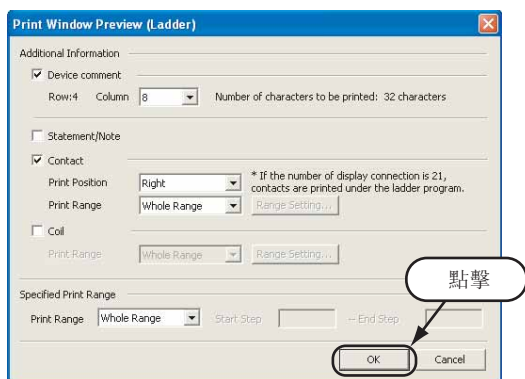 Print Window Preview (Ladder)
Additional Information
Device comment
Row:4 Column 8 Number of characters to be printed: 32 characters
Statement/Note
Contact
Print Position Right * If the number of display connection is 21,
contacts are printed under the ladder program.
Print Range Whole Range Range Setting...
Coil
Print Range Whole Range Range Setting...
點擊
Specified Print Range
Print Range Whole Range Start Step -- End Step
OK Cancel